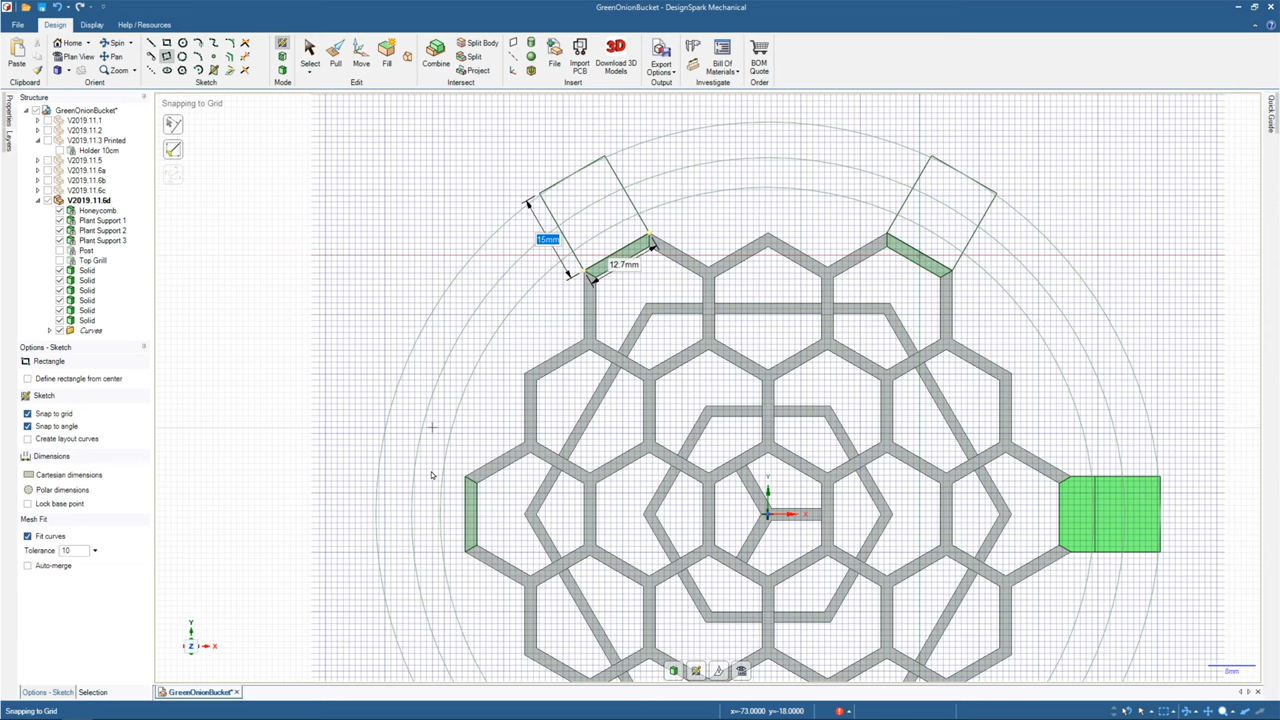 GreenOnionBucket - DesignSpark Mechanical
File
Design
Display
Help / Resources
Paste
Home
Spin
Plan View
Pan
Zoom
Select
Pull
Move
Fill
Combine
Split Body
Split
Project
File
Import PCB
Download 3D Models
Export Options
Bill Of Materials
BOM Quote
Clipboard
Orient
Sketch
Mode
Edit
Intersect
Insert
Output
Investigate
Order
Properties
Layers
Structure
GreenOnionBucket*
V2019.11.1
V2019.11.2
V2019.11.3 Printed
Holder 10cm
V2019.11.5
V2019.11.6a
V2019.11.6b
V2019.11.6c
V2019.11.6d
Honeycomb
Plant Support 1
Plant Support 2
Plant Support 3
Post
Top Grill
Solid
Solid
Solid
Solid
Solid
Solid
Curves
Options - Sketch
Rectangle
Define rectangle from center
Sketch
Snap to grid
Snap to angle
Create layout curves
Dimensions
Cartesian dimensions
Polar dimensions
Lock base point
Mesh Fit
Fit curves
Tolerance 10
Auto-merge
Options - Sketch
Selection
Snapping to Grid
3D
15mm
12.7mm
Y
X
Y
Z
X
8mm
Quick Guide
GreenOnionBucket*
Snapping to Grid
x=-73.0000 y=-18.0000